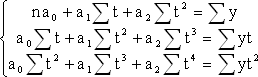 na₀ + a₁∑t + a₂∑t² = ∑y
a₀∑t + a₁∑t² + a₂∑t³ = ∑yt
a₀∑t² + a₁∑t³ + a₂∑t⁴ = ∑yt²